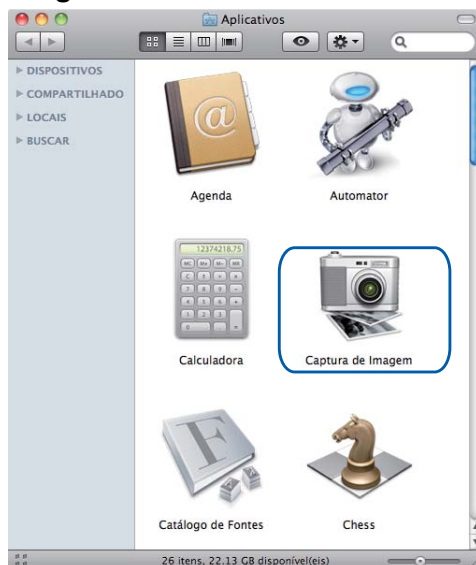 Aplicativos
DISPOSITIVOS
COMPARTILHADO
LOCAIS
BUSCAR
@
Agenda
Automator
12374218.75
Calculadora
Captura de Imagem
F
Catálogo de Fontes
Chess
26 itens, 22,13 GB disponível(eis)